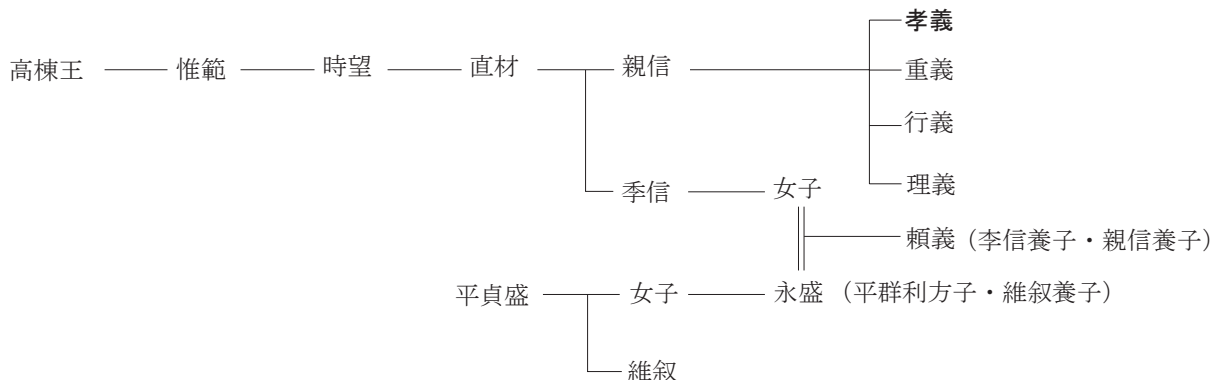 孝義
高棟王 惟範 時望 直材 親信 重義
行義
季信 女子 理義
頼義（李信養子・親信養子）
平貞盛 女子 永盛（平群利方子・維叙養子）
維叙